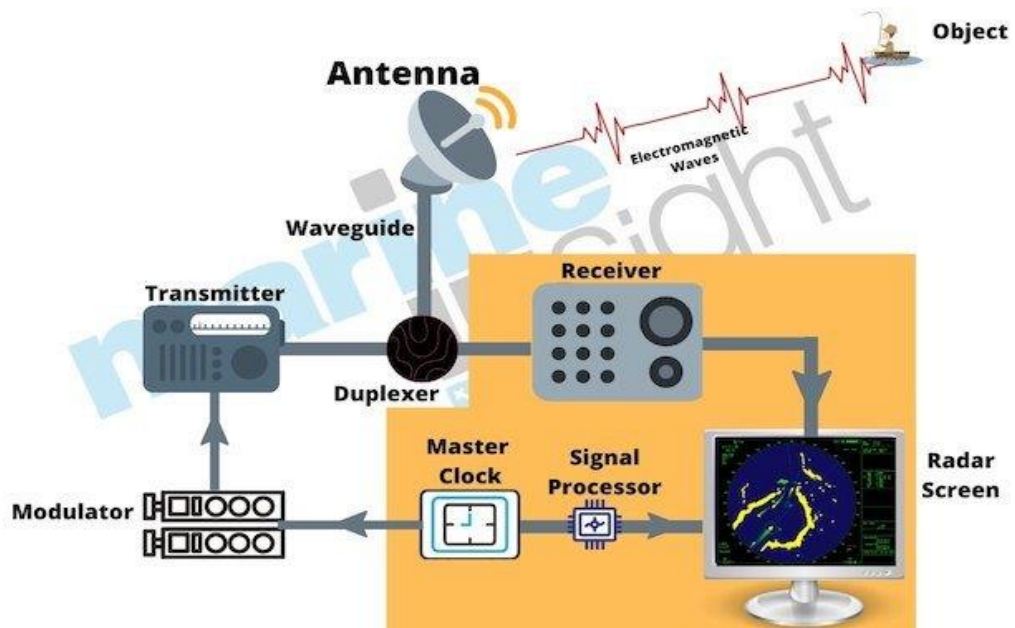 Object
Antenna
Electromagnetic
Waves
marine
insight
Waveguide
Receiver
Transmitter
Duplexer
Master
Clock
Signal
Processor
Radar
Screen
Modulator